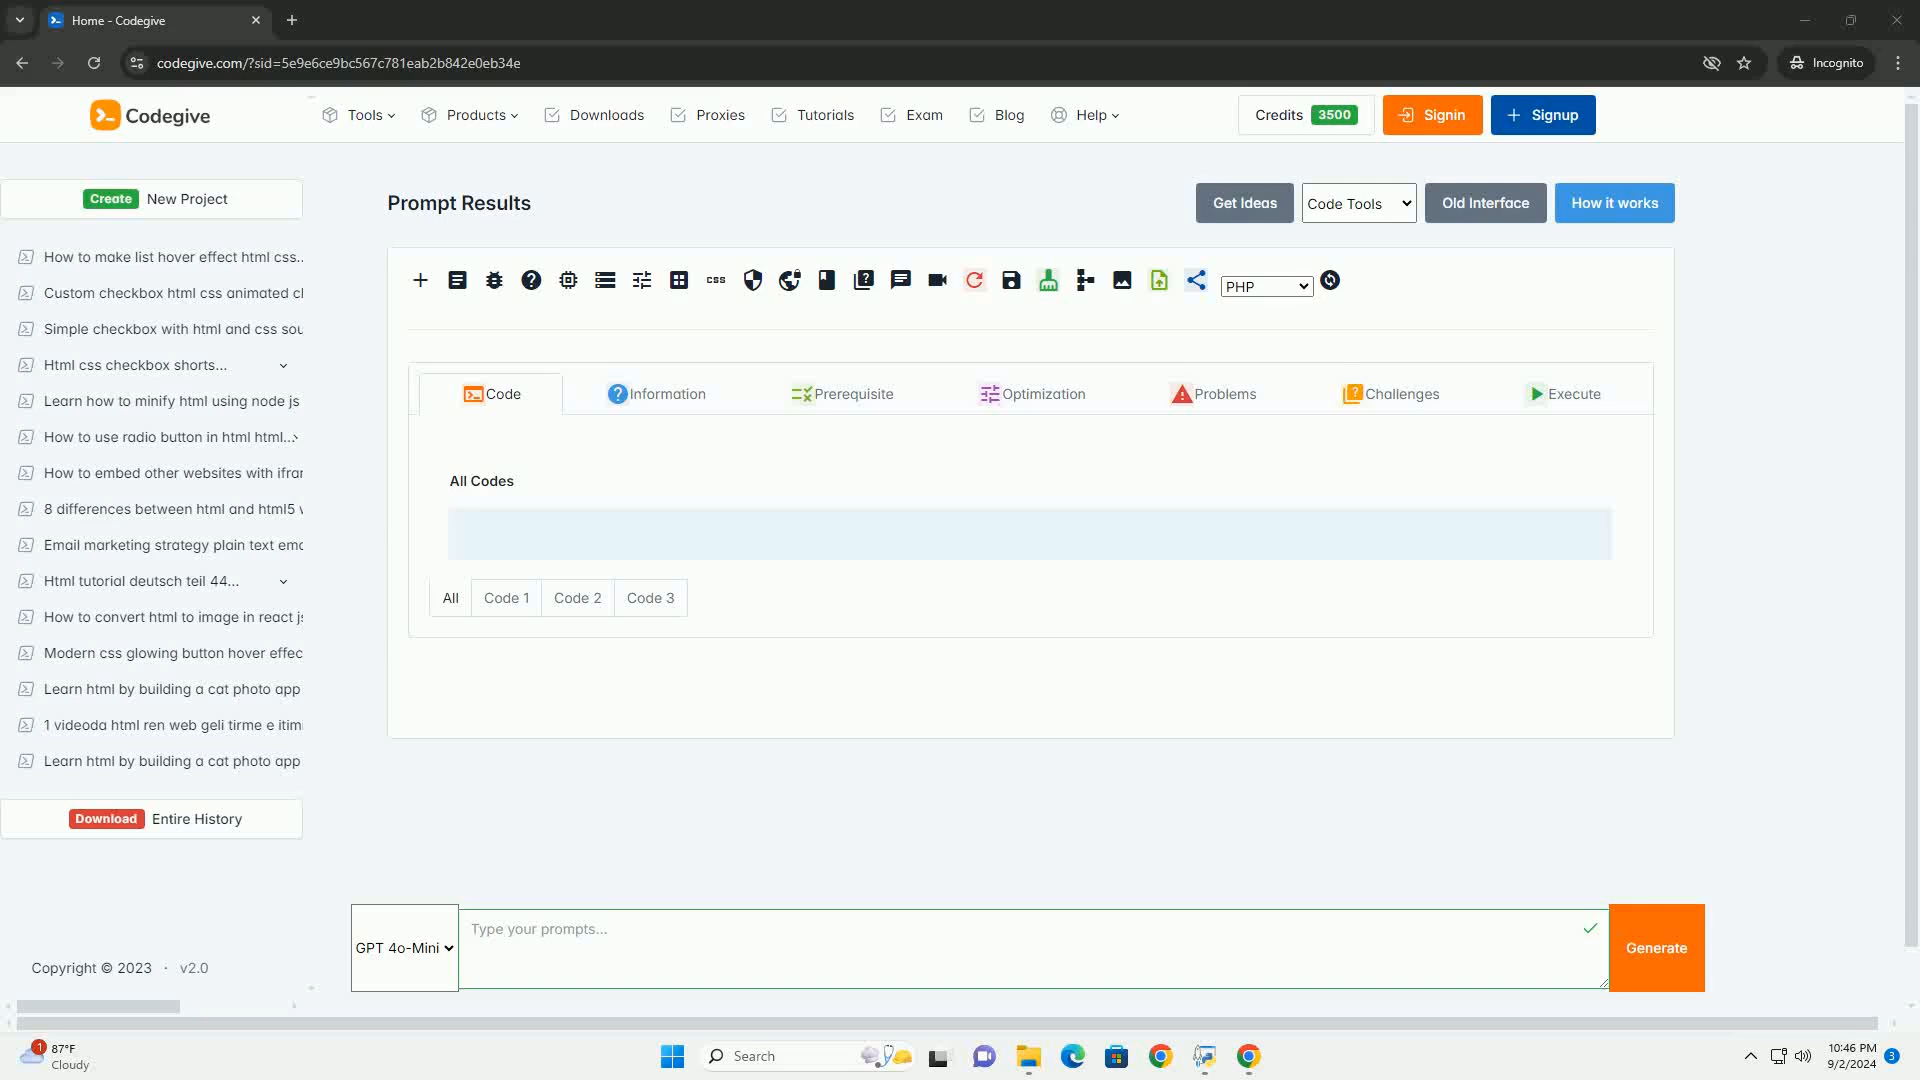 Home - Codegive
codegive.com/?sid=5e9e6ce9bc567c781eab2b842e0eb34e
Incognito
Codegive
Tools
Products
Downloads
Proxies
Tutorials
Exam
Blog
Help
Credits 3500
Signin
Signup
Create New Project
How to make list hover effect html css..
Custom checkbox html css animated cl
Simple checkbox with html and css sou
Html css checkbox shorts...
Learn how to minify html using node js
How to use radio button in html html...
How to embed other websites with ifrar
8 differences between html and html5 v
Email marketing strategy plain text emo
Html tutorial deutsch teil 44...
How to convert html to image in react js
Modern css glowing button hover effec
Learn html by building a cat photo app
1 videoda html ren web geli tirme e itim
Learn html by building a cat photo app
Download Entire History
Copyright © 2023 · v2.0
Prompt Results
Get Ideas
Code Tools
Old Interface
How it works
css
PHP
Code
Information
Prerequisite
Optimization
Problems
Challenges
Execute
All Codes
All
Code 1
Code 2
Code 3
GPT 4o-Mini
Type your prompts...
Generate
1
87°F
Cloudy
Search
10:46 PM
9/2/2024
3